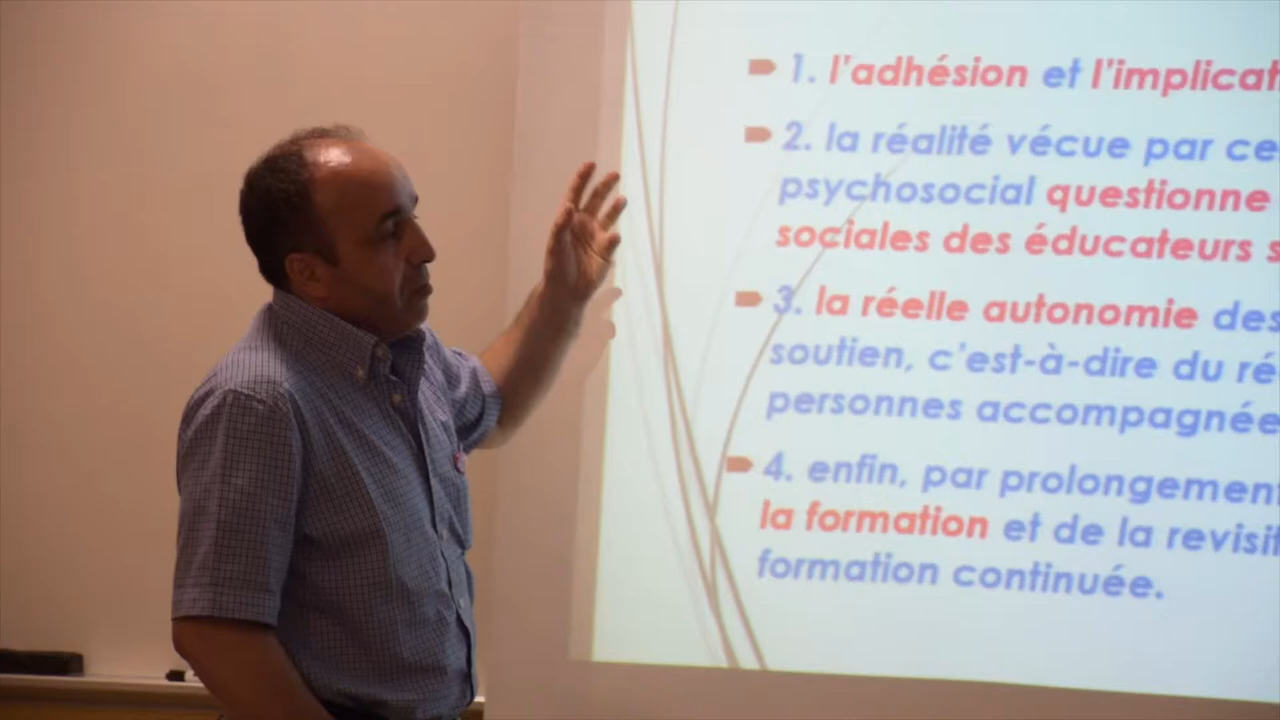 1. l'adhésion et l'implicat
2. la réalité vécue par ce
psychosocial questionne
sociales des éducateurs s
3. la réelle autonomie des
soutien, c'est-à-dire du ré
personnes accompagnée
4. enfin, par prolongement
la formation et de la revisit
formation continuée.